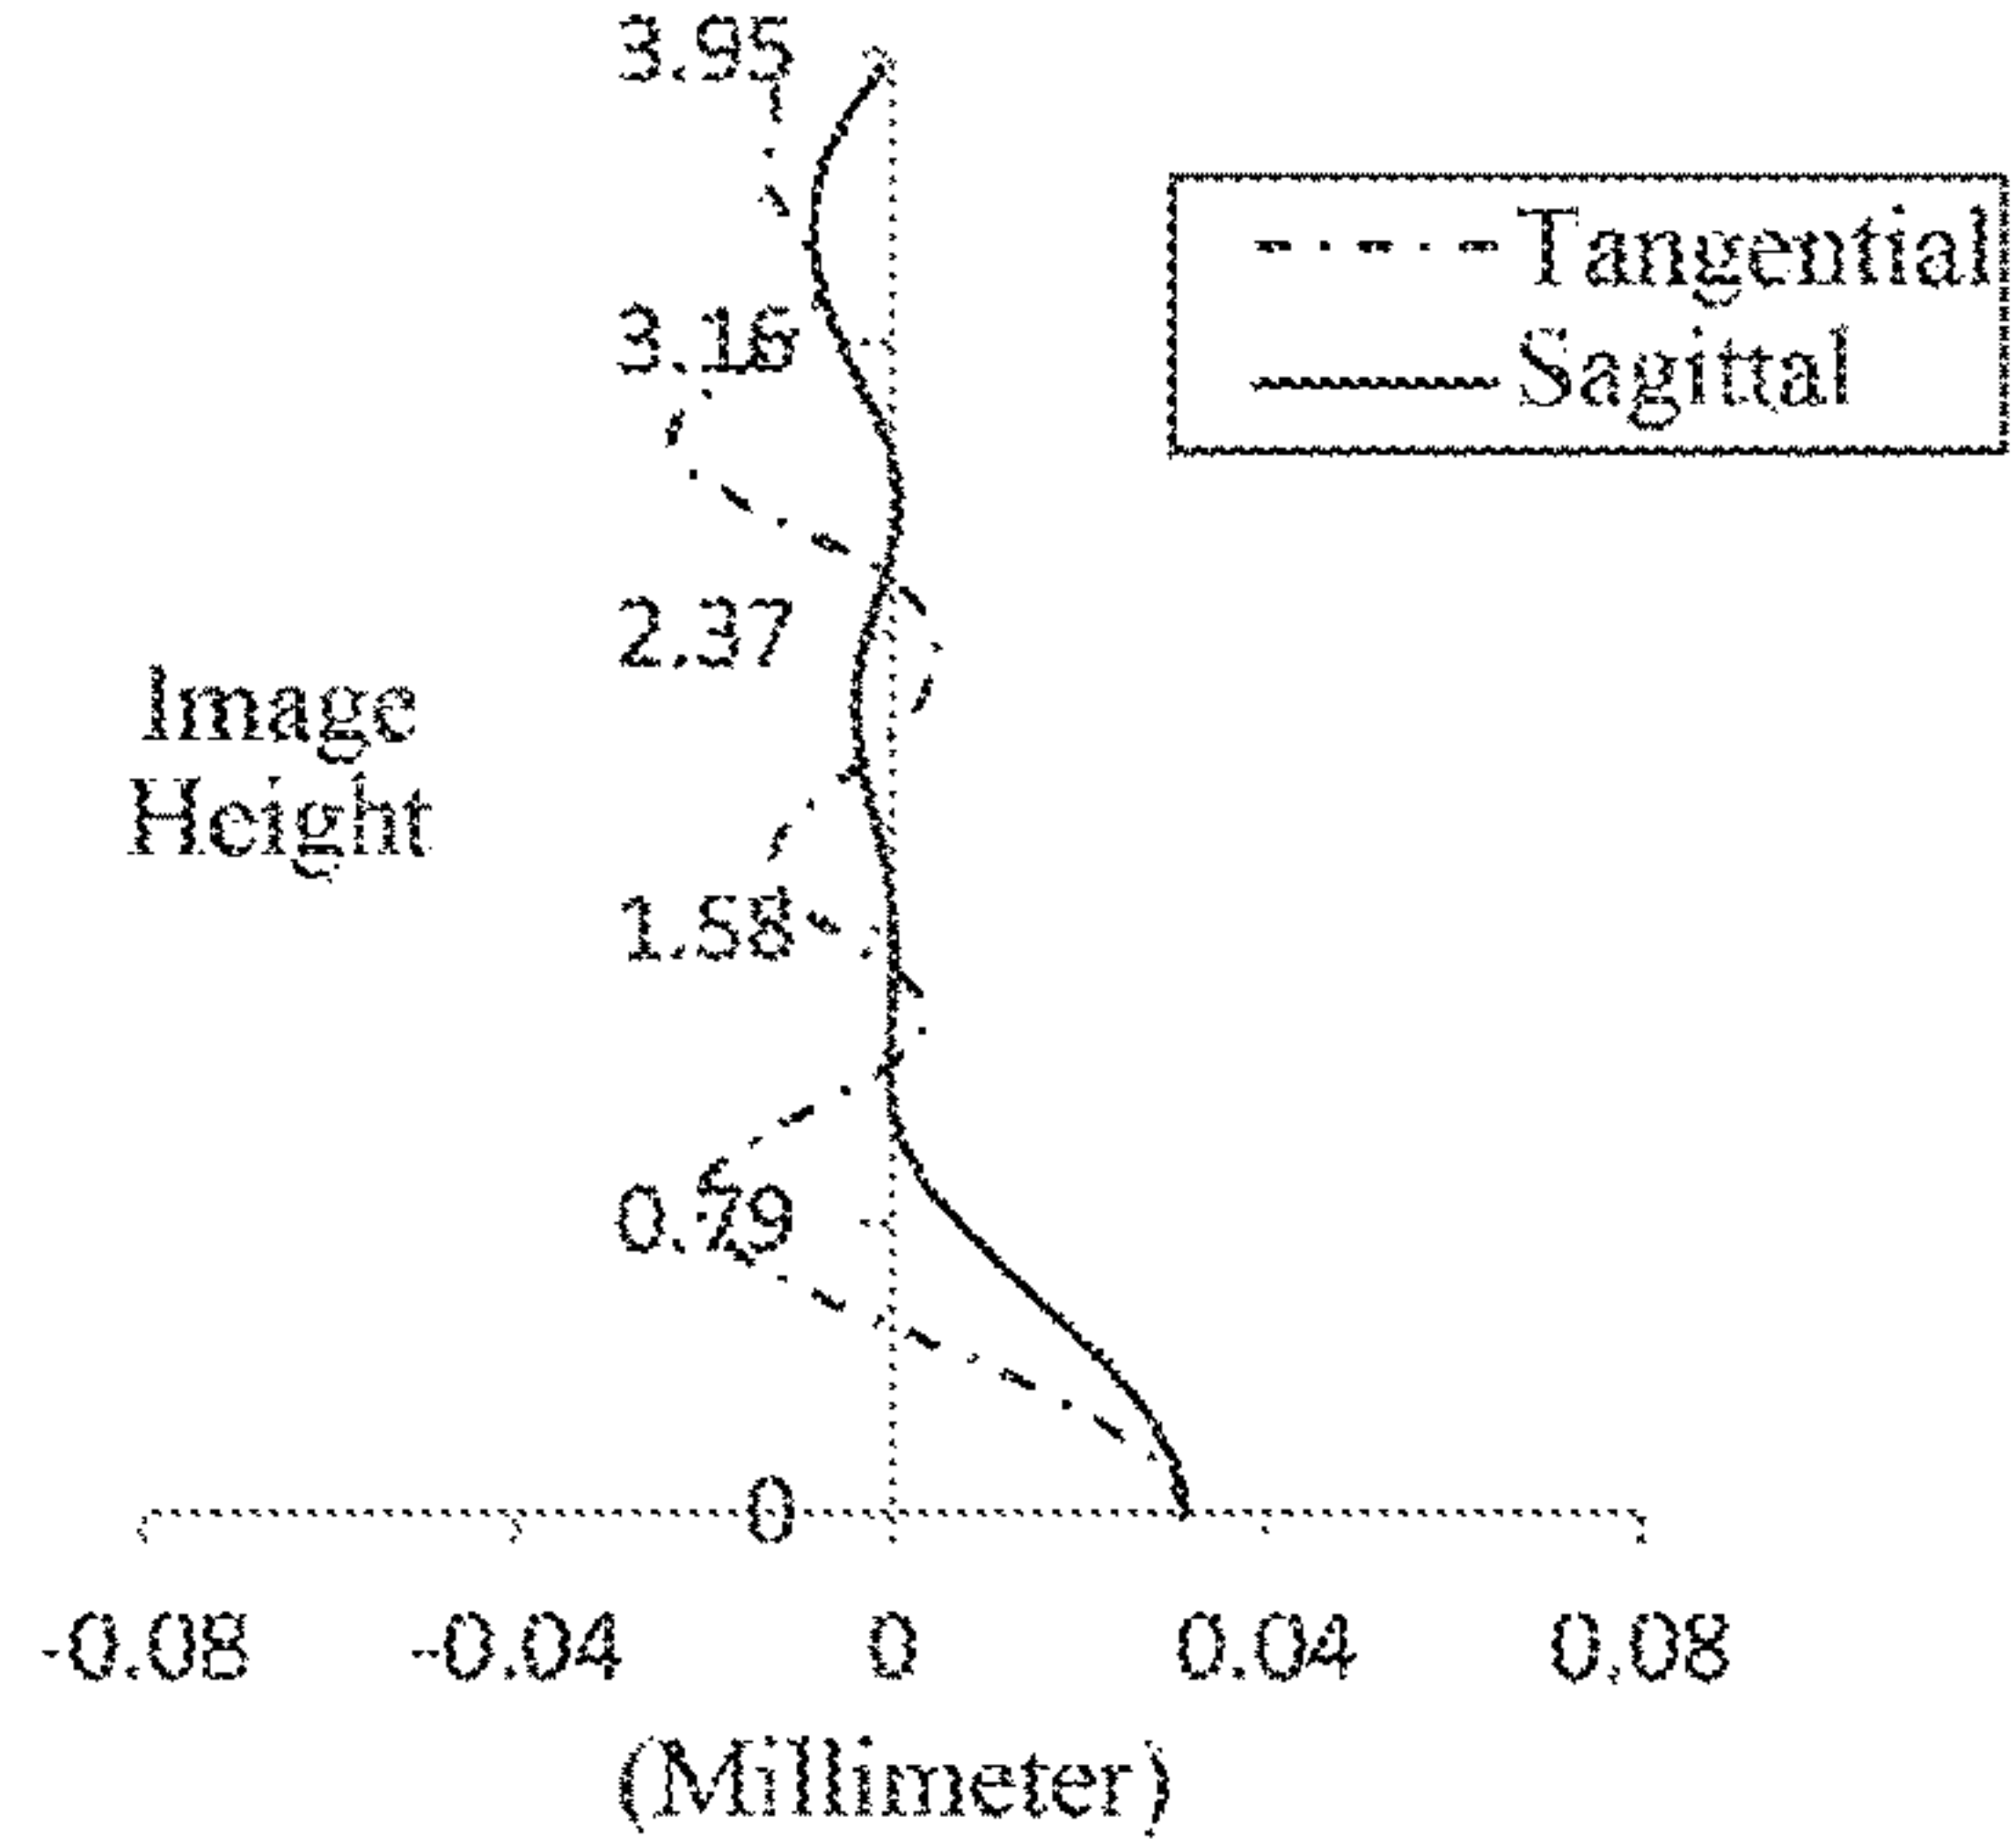 3.95
Tangential
Sagittal
3.16
2.37
Image
Height
1.58
0.79
0
-0.08
-0.04
0
0.04
0.08
(Millimeter)